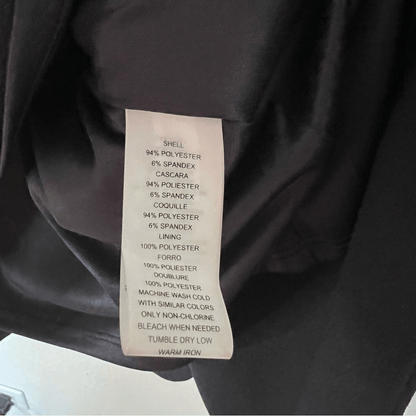 SHELL
94% POLYESTER
6% SPANDEX
CASCARA
94% POLIESTER
6% SPANDEX
COQUILLE
94% POLYESTER
6% SPANDEX
LINING
100% POLYESTER
FORRO
100% POLIESTER
DOUBLURE
100% POLYESTER
MACHINE WASH COLD
WITH SIMILAR COLORS
ONLY NON-CHLORINE
BLEACH WHEN NEEDED
TUMBLE DRY LOW
WARM IRON